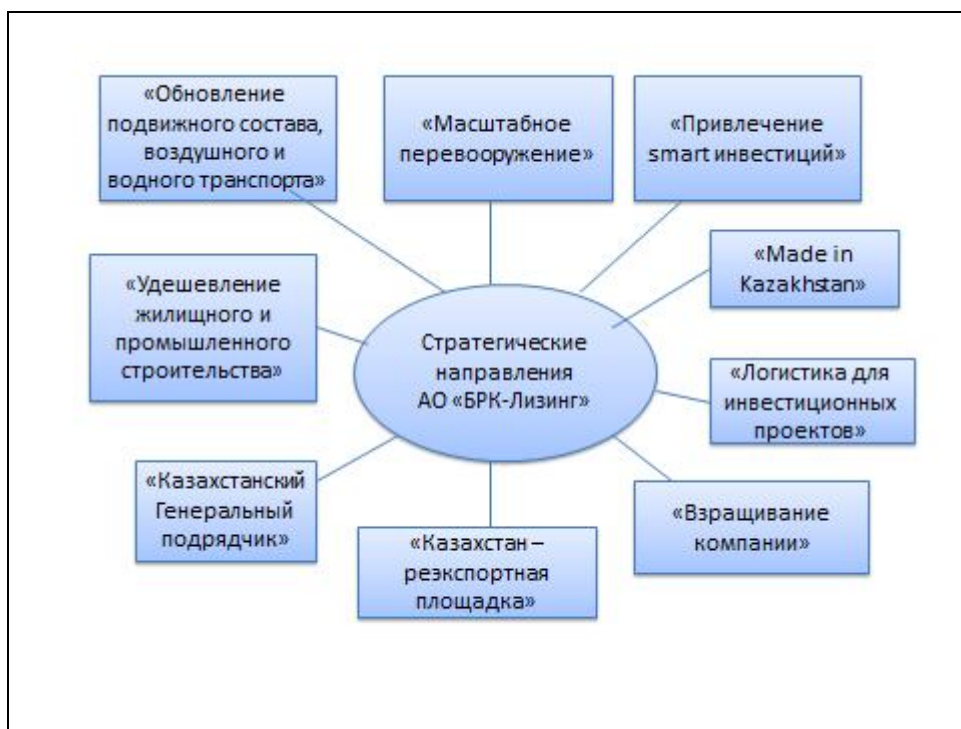 «Обновление
подвижного состава,
воздушного и
водного транспорта»
«Масштабное
перевооружение»
«Привлечение
smart инвестиций»
«Made in
Kazakhstan»
«Удешевление
жилищного и
промышленного
строительства»
Стратегические
направления
АО «БРК-Лизинг»
«Логистика для
инвестиционных
проектов»
«Казахстанский
Генеральный
подрядчик»
«Казахстан –
реэкспортная
площадка»
«Взращивание
компании»